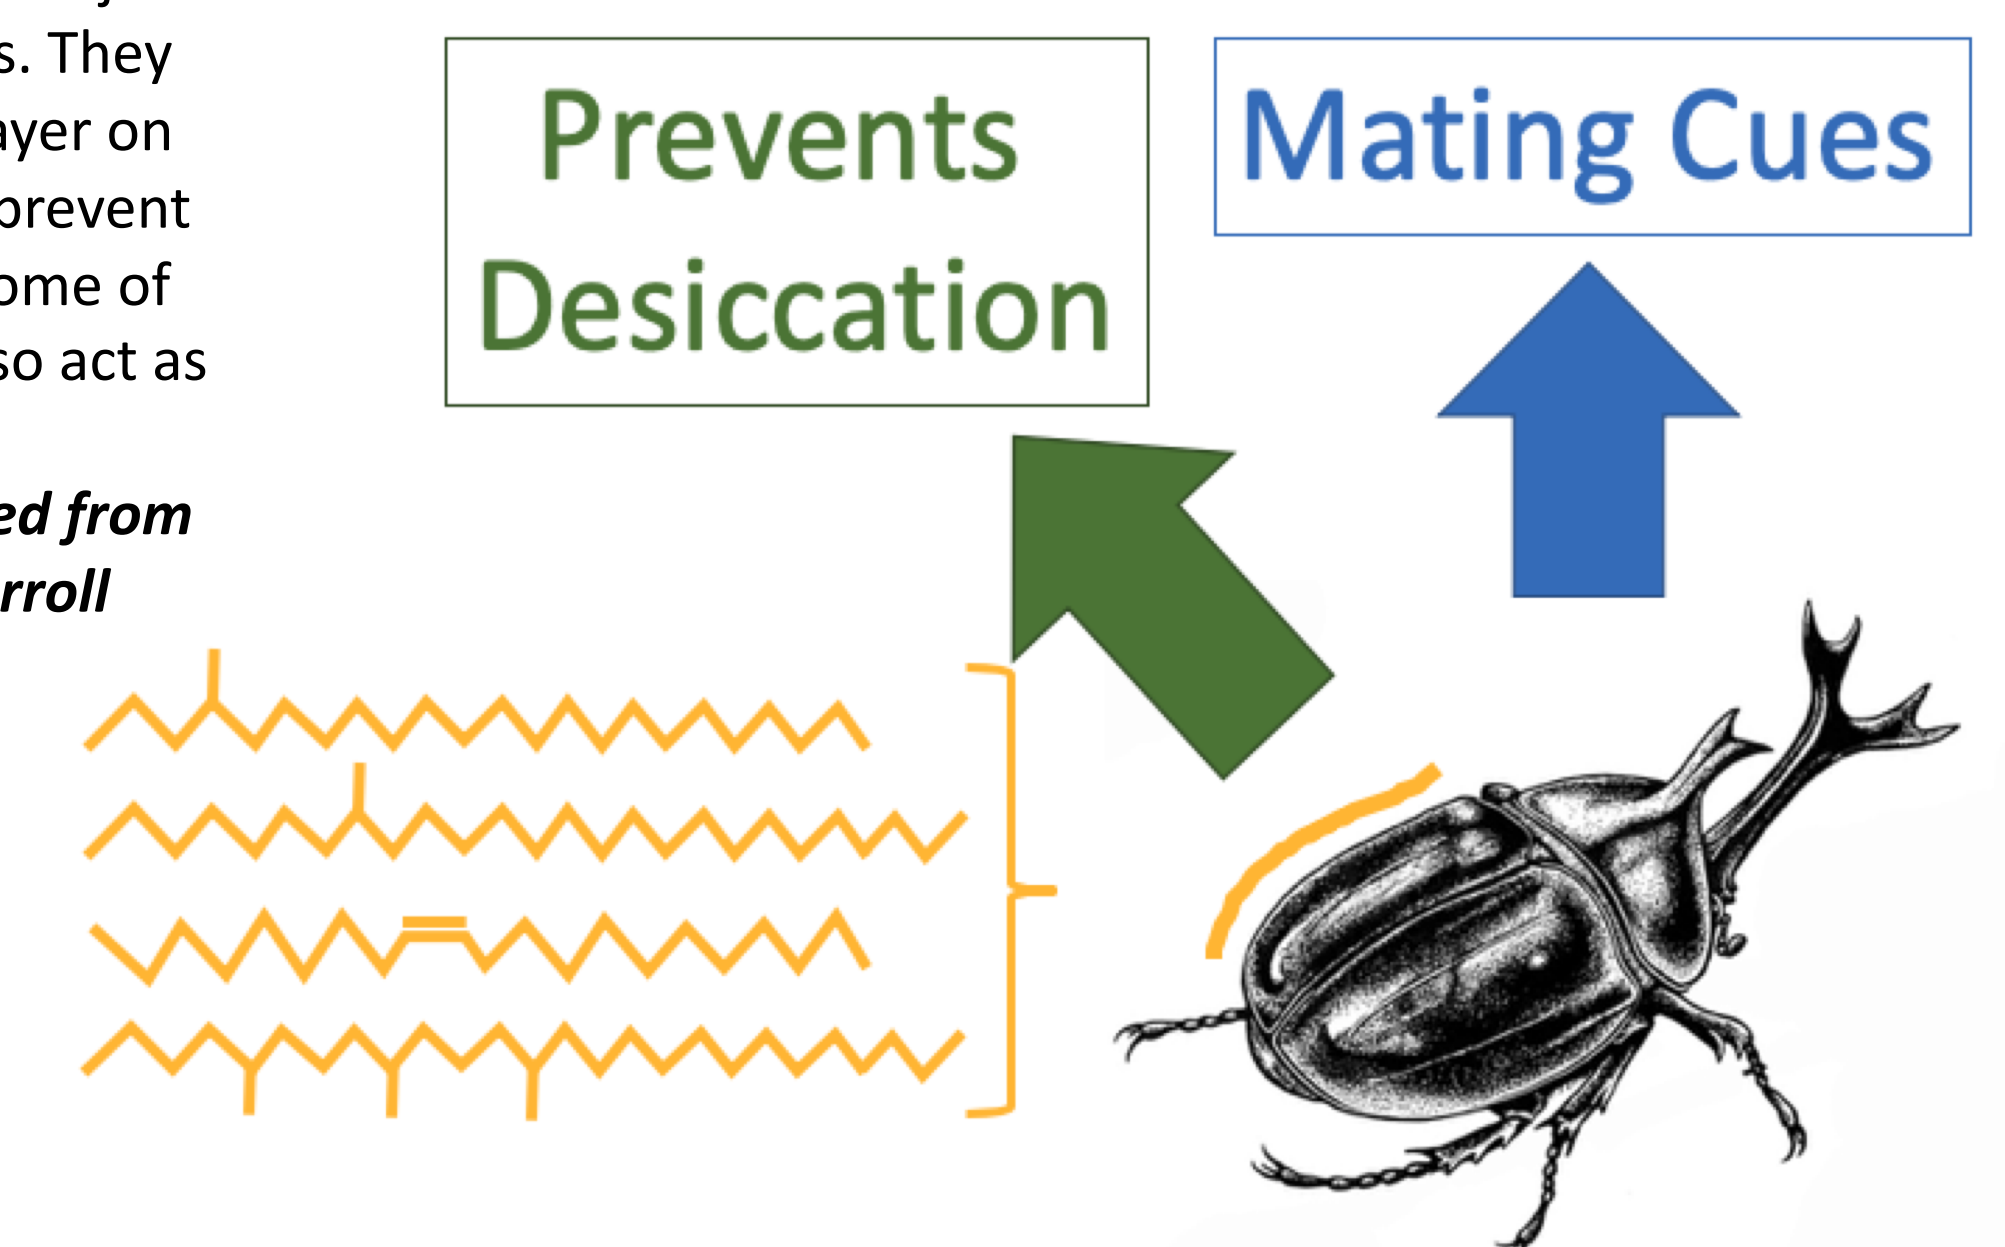 s. They
ayer on
prevent
ome of
so act as
ed from
rroll
Prevents
Desiccation
Mating Cues